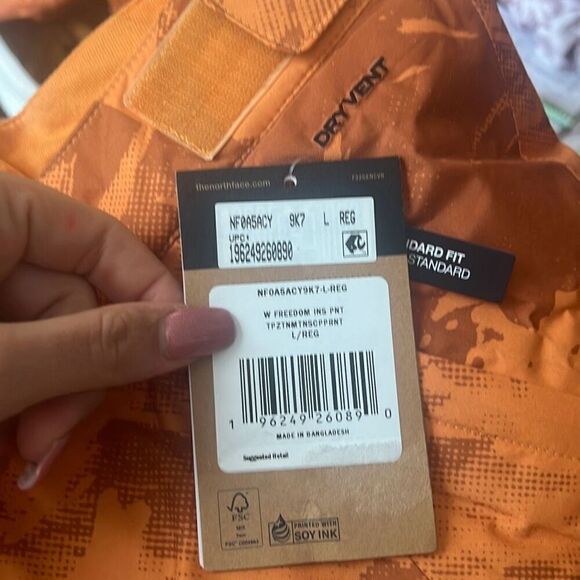 DRYVENT
thenorthface.com
NF0A5ACY 9K7 L REG
UPC+
196249260890
NDARD FIT
STANDARD
NF0A5ACY9K7-L-REG
W FREEDOM INS PNT
TPZTNMTNSCPPRNT
L/REG
1 96249 26089 0
MADE IN BANGLADESH
Suggested Retail
FSC
MIX
PRINTED WITH
SOY INK